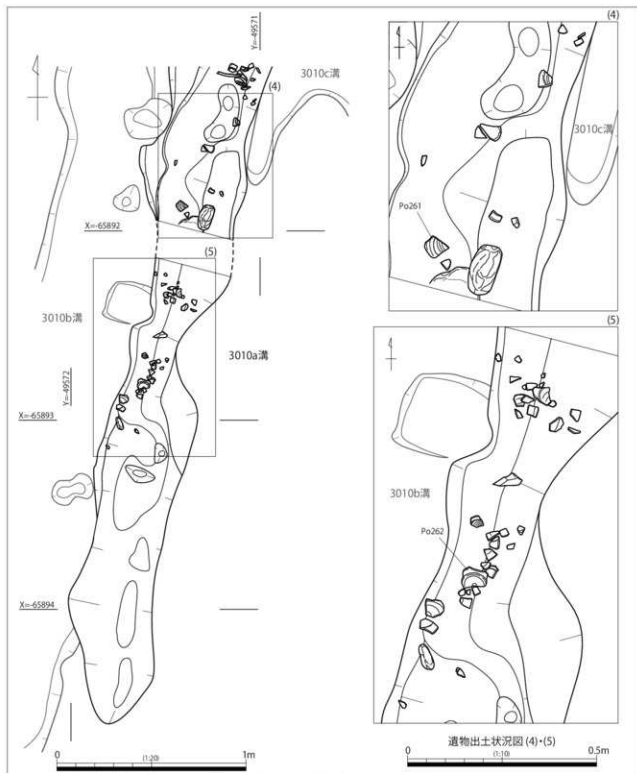 Y=-49571
(4)
3010c溝
X=-65892
(5)
3010b溝
3010a溝
Y=-49572
X=-65893
X=-65894
0
(1:20)
1m
(4)
3010c溝
Po261
(5)
3010b溝
Po262
遺物出土状況図 (4)・(5)
0
(1:10)
0.5m